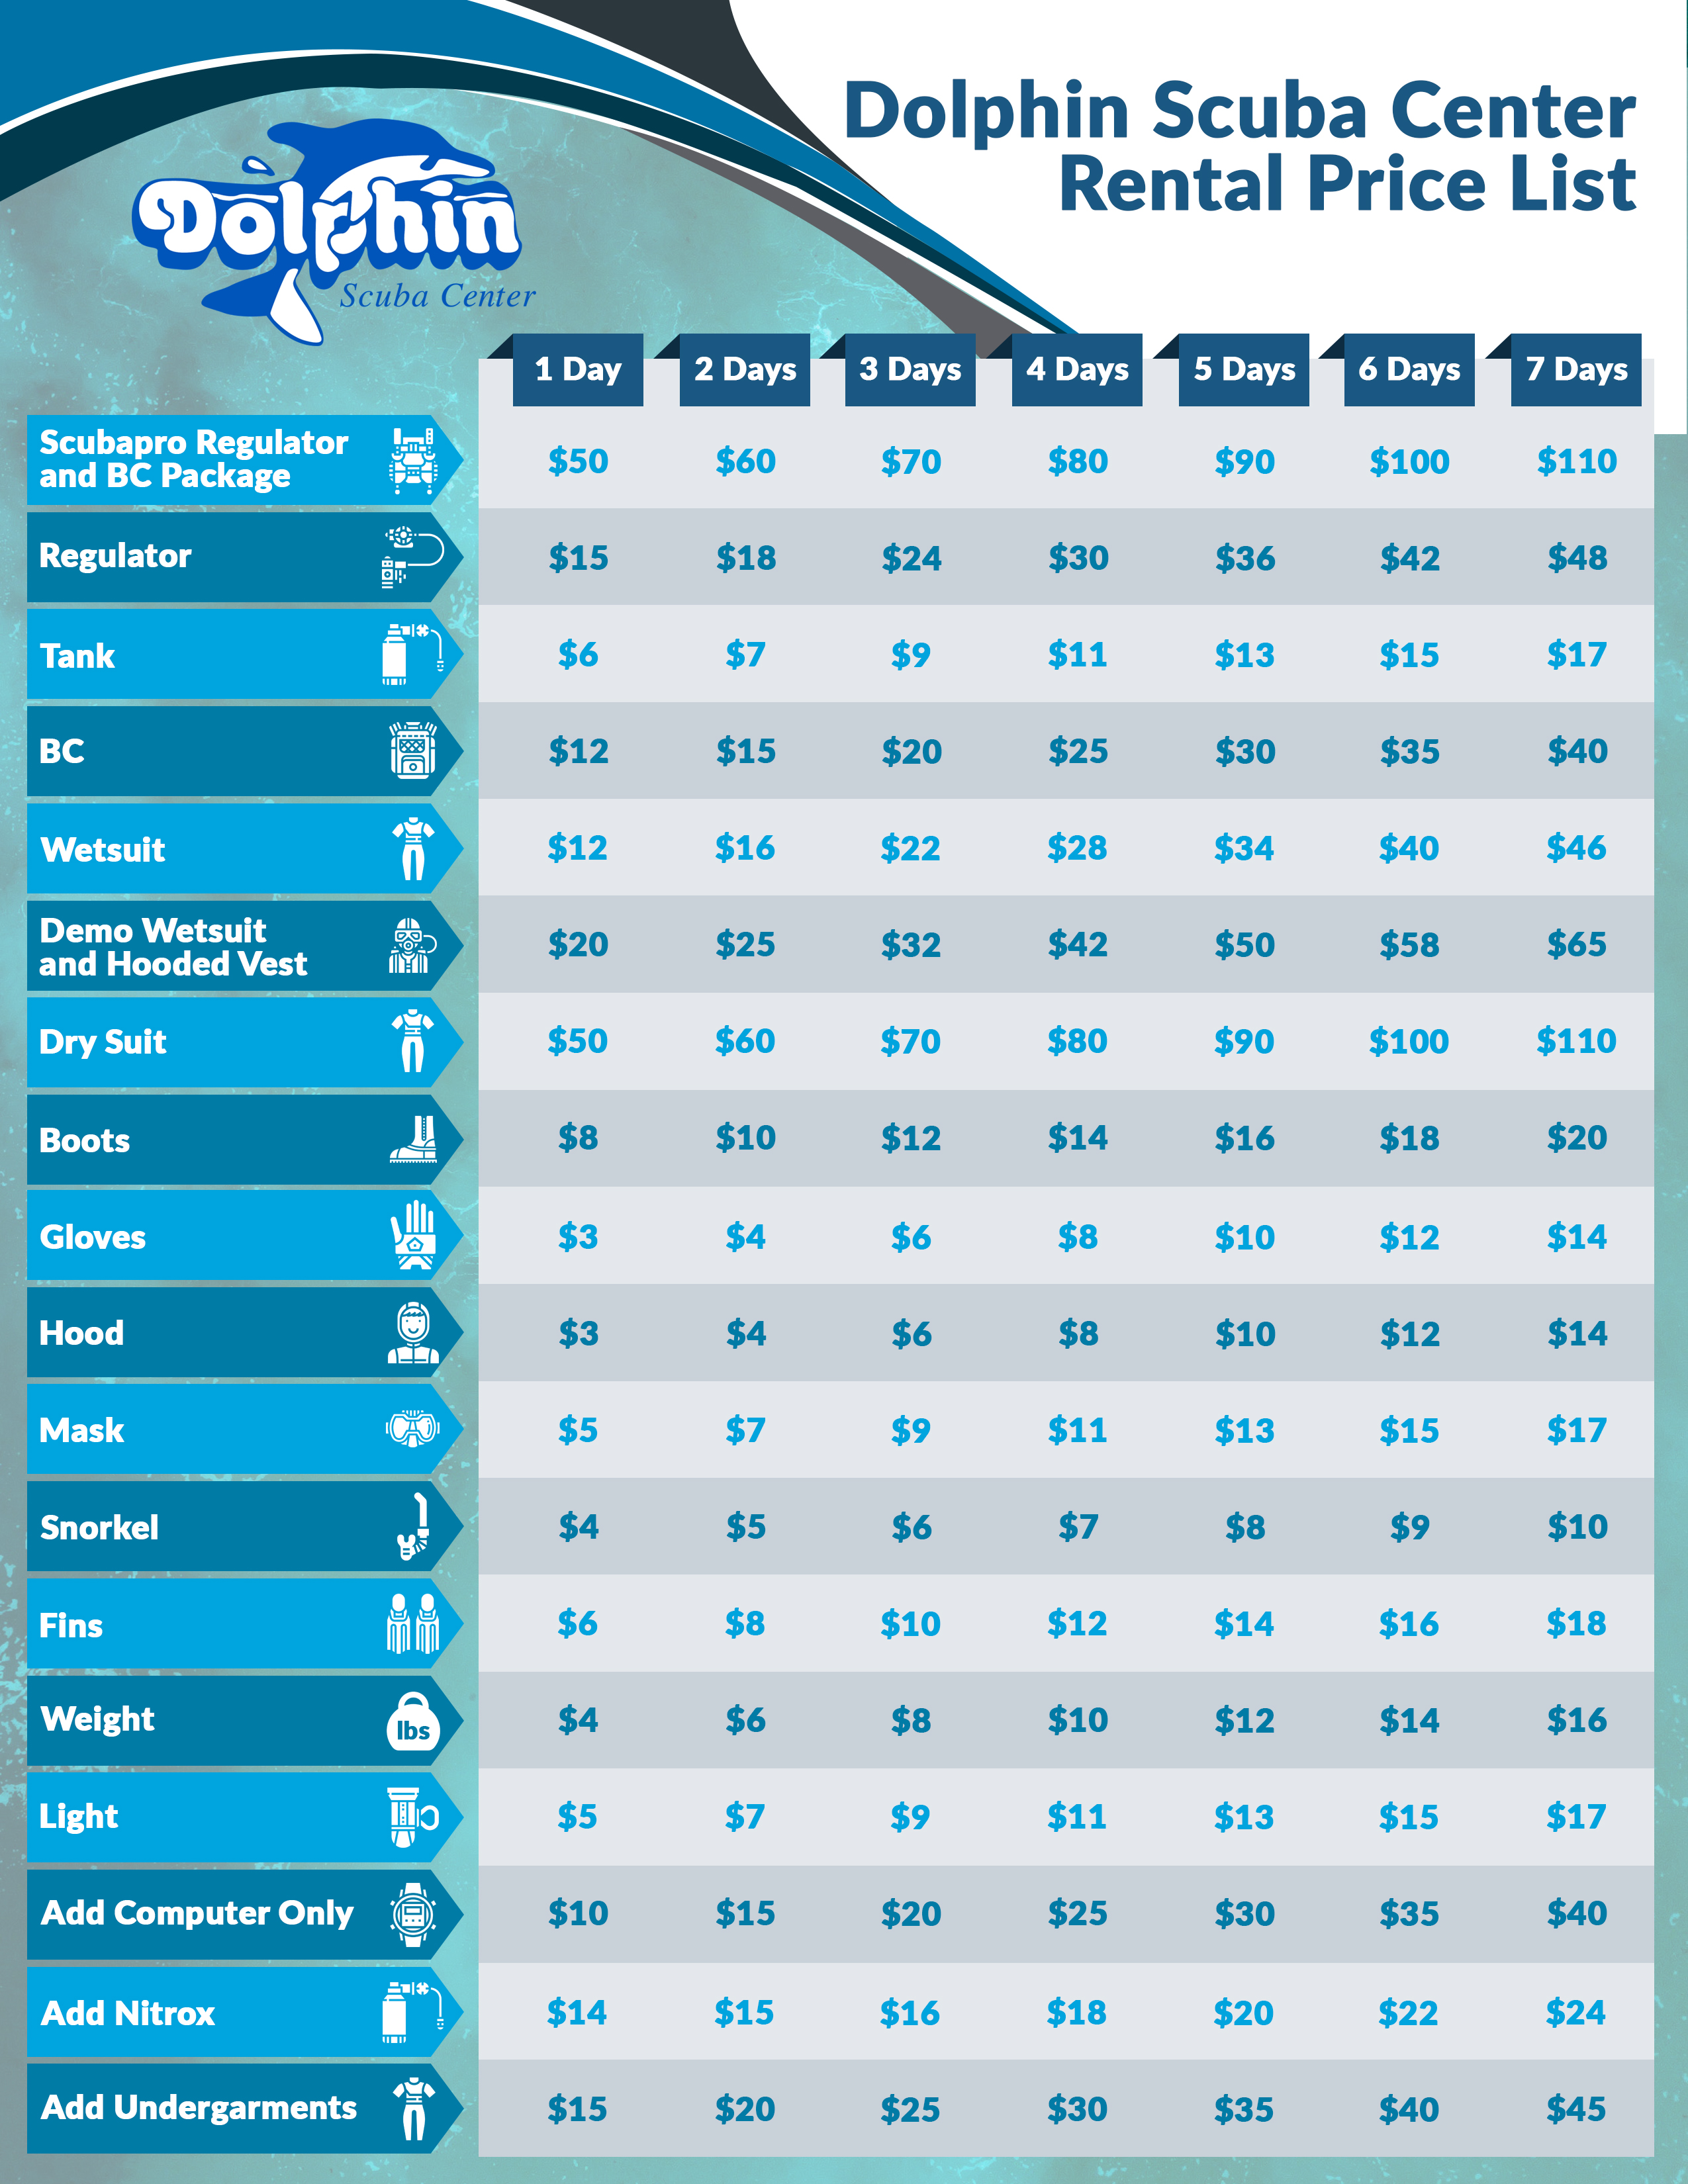 Dolphin Scuba Center
Rental Price List
Dolphin
Scuba Center
1 Day 2 Days 3 Days 4 Days 5 Days 6 Days 7 Days
Scubapro Regulator
and BC Package
$50 $60 $70 $80 $90 $100 $110
Regulator $15 $18 $24 $30 $36 $42 $48
Tank $6 $7 $9 $11 $13 $15 $17
BC $12 $15 $20 $25 $30 $35 $40
Wetsuit $12 $16 $22 $28 $34 $40 $46
Demo Wetsuit
and Hooded Vest
$20 $25 $32 $42 $50 $58 $65
Dry Suit $50 $60 $70 $80 $90 $100 $110
Boots $8 $10 $12 $14 $16 $18 $20
Gloves $3 $4 $6 $8 $10 $12 $14
Hood $3 $4 $6 $8 $10 $12 $14
Mask $5 $7 $9 $11 $13 $15 $17
Snorkel $4 $5 $6 $7 $8 $9 $10
Fins $6 $8 $10 $12 $14 $16 $18
Weight lbs $4 $6 $8 $10 $12 $14 $16
Light $5 $7 $9 $11 $13 $15 $17
Add Computer Only $10 $15 $20 $25 $30 $35 $40
Add Nitrox $14 $15 $16 $18 $20 $22 $24
Add Undergarments $15 $20 $25 $30 $35 $40 $45